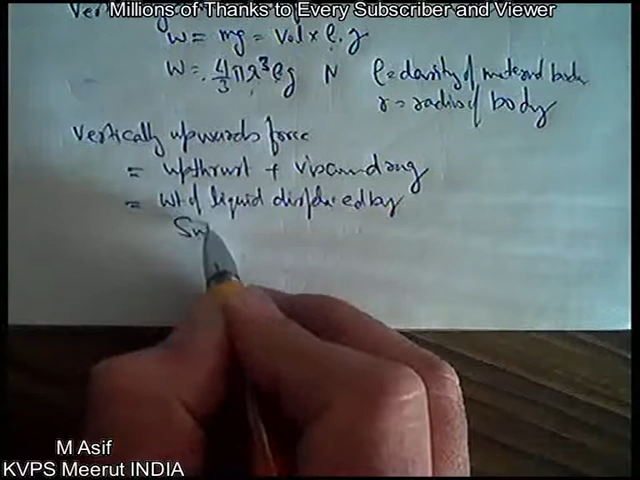 Millions of Thanks to Every Subscriber and Viewer
W = mg = Vol × ρ. g
W = 4/3 πr³ρg N
ρ = density of material body
r = radius of body
Vertically upwards force
= upthrust + viscous drag
= wt of liquid displaced by
M Asif
KVPS Meerut INDIA